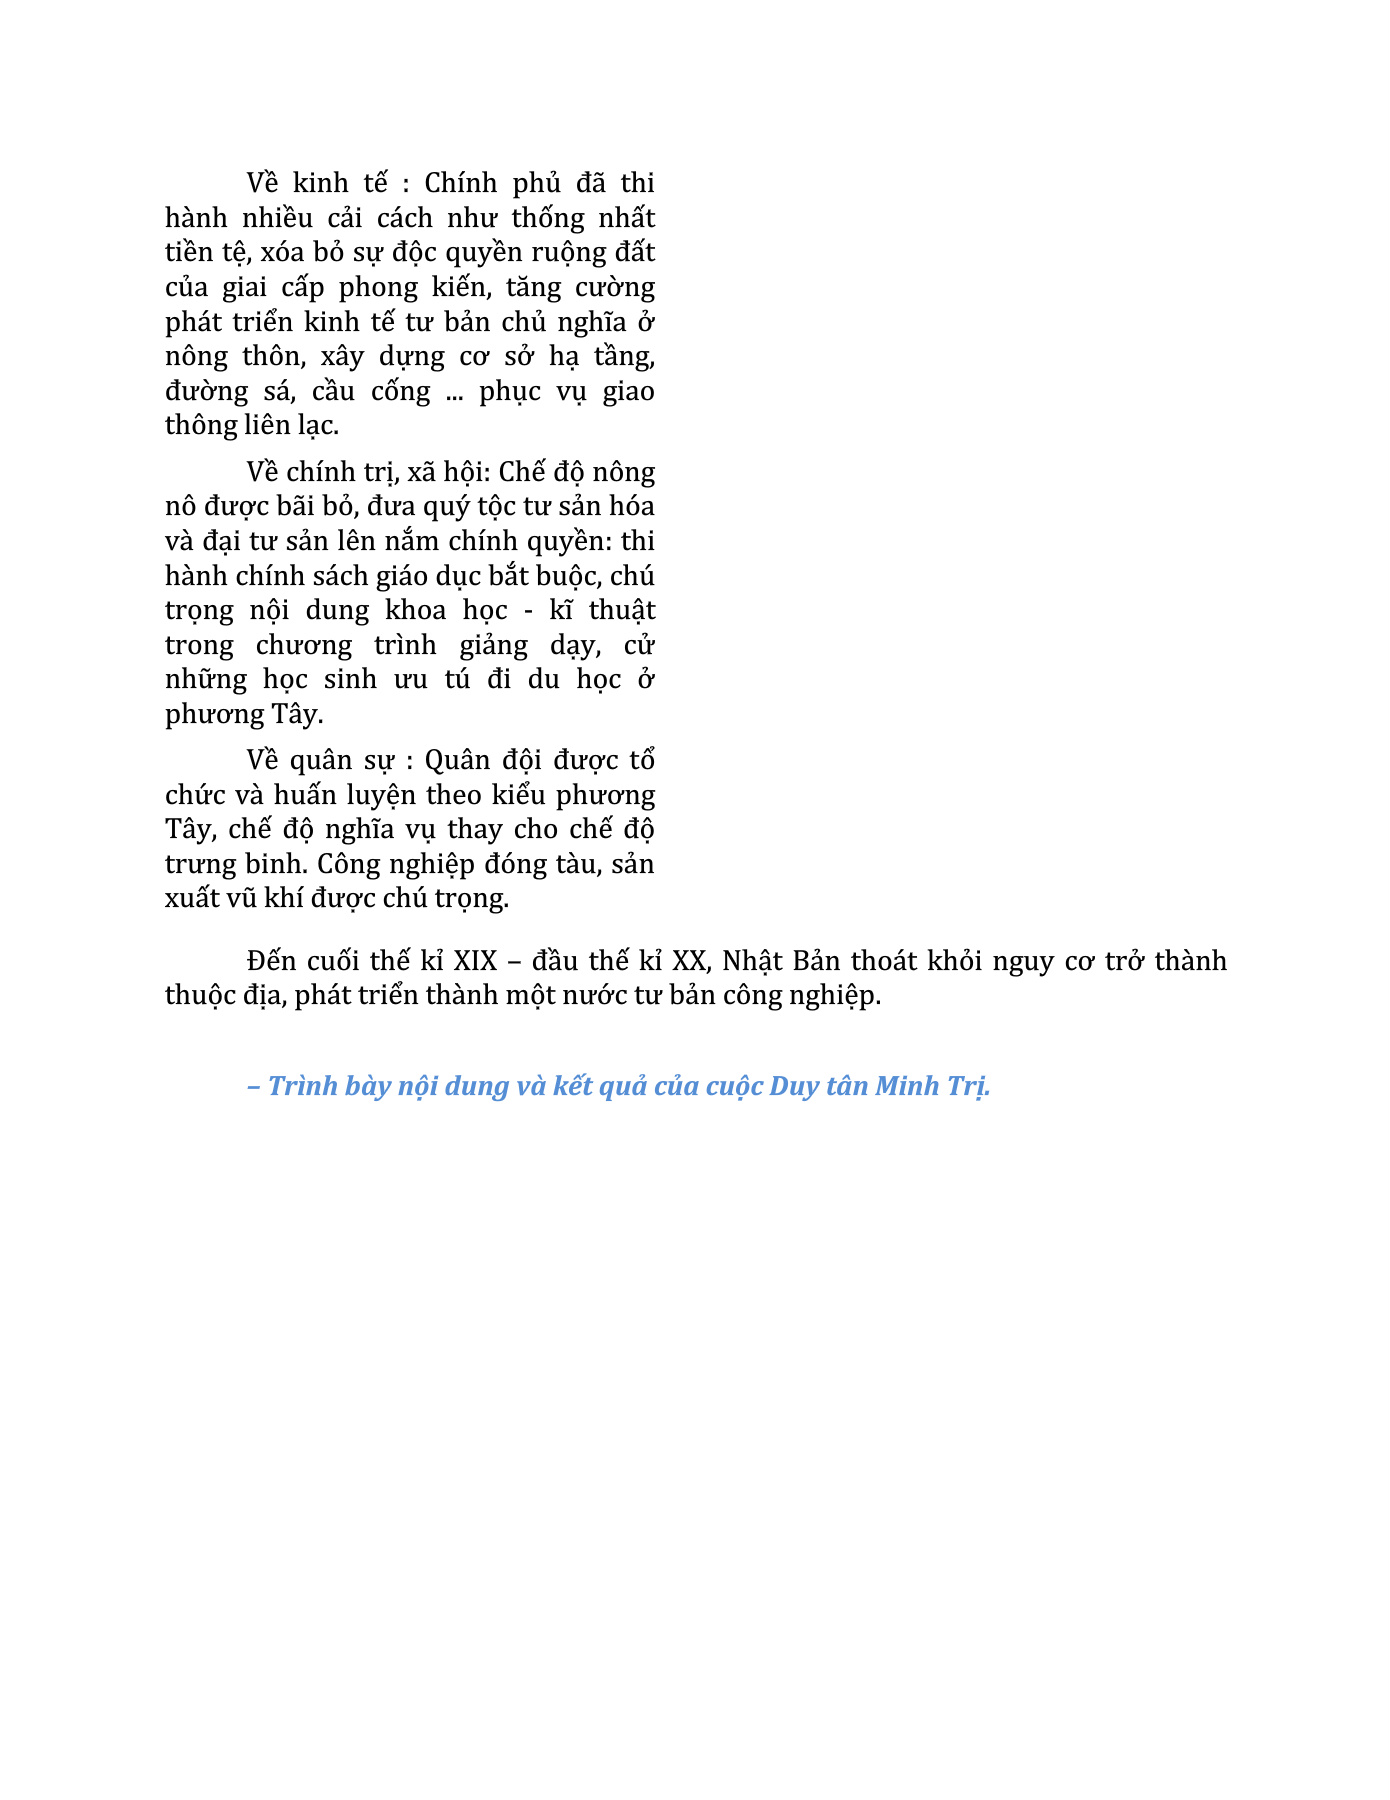 Về kinh tế : Chính phủ đã thi
hành nhiều cải cách như thống nhất
tiền tệ, xóa bỏ sự độc quyền ruộng đất
của giai cấp phong kiến, tăng cường
phát triển kinh tế tư bản chủ nghĩa ở
nông thôn, xây dựng cơ sở hạ tầng,
đường sá, cầu cống ... phục vụ giao
thông liên lạc.
Về chính trị, xã hội: Chế độ nông
nô được bãi bỏ, đưa quý tộc tư sản hóa
và đại tư sản lên nắm chính quyền: thi
hành chính sách giáo dục bắt buộc, chú
trọng nội dung khoa học - kĩ thuật
trong chương trình giảng dạy, cử
những học sinh ưu tú đi du học ở
phương Tây.
Về quân sự : Quân đội được tổ
chức và huấn luyện theo kiểu phương
Tây, chế độ nghĩa vụ thay cho chế độ
trưng binh. Công nghiệp đóng tàu, sản
xuất vũ khí được chú trọng.
Đến cuối thế kỉ XIX – đầu thế kỉ XX, Nhật Bản thoát khỏi nguy cơ trở thành
thuộc địa, phát triển thành một nước tư bản công nghiệp.
– Trình bày nội dung và kết quả của cuộc Duy tân Minh Trị.